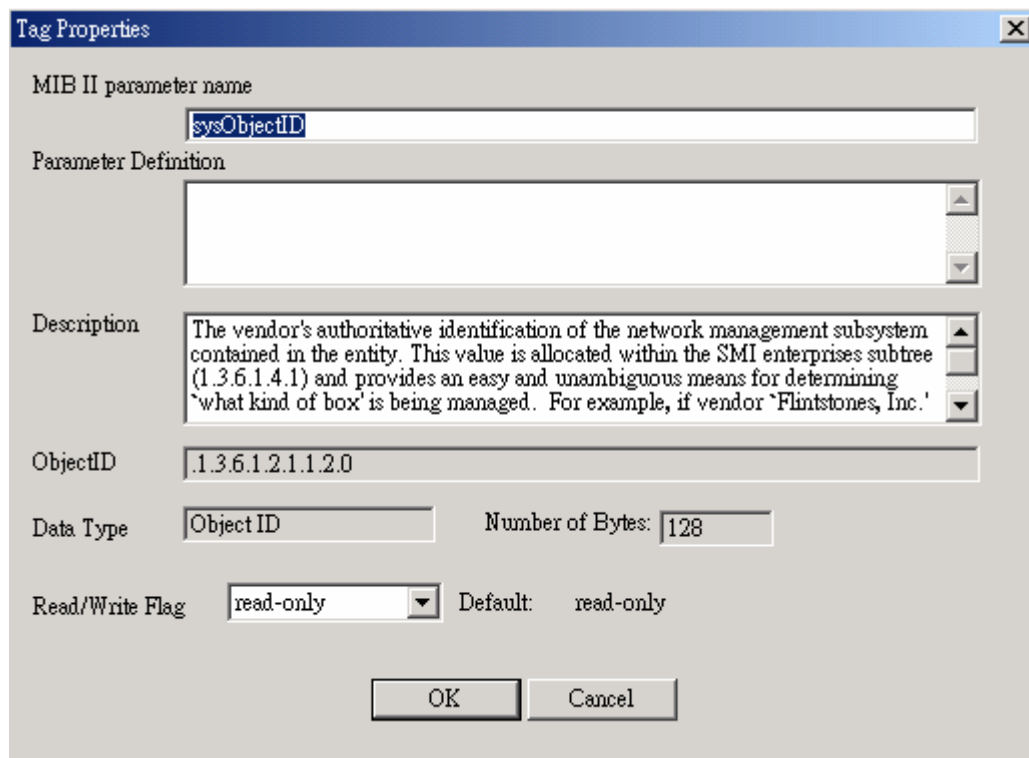 Tag Properties
MIB II parameter name
sysObjectID
Parameter Definition
Description
The vendor's authoritative identification of the network management subsystem
contained in the entity. This value is allocated within the SMI enterprises subtree
(1.3.6.1.4.1) and provides an easy and unambiguous means for determining
`what kind of box' is being managed.  For example, if vendor `Flintstones, Inc.'
ObjectID
.1.3.6.1.2.1.1.2.0
Data Type
Object ID
Number of Bytes:
128
Read/Write Flag
read-only
Default:
read-only
OK
Cancel